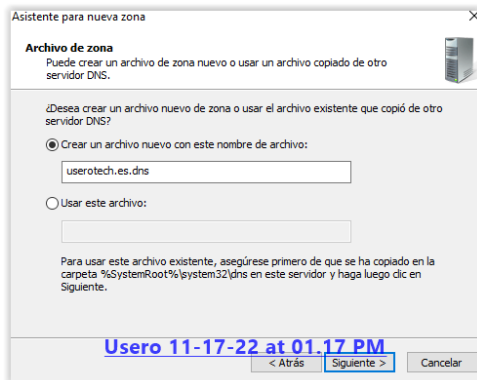 Asistente para nueva zona
Archivo de zona
Puede crear un archivo de zona nuevo o usar un archivo copiado de otro
servidor DNS.
¿Desea crear un archivo nuevo de zona o usar el archivo existente que copió de otro
servidor DNS?
Crear un archivo nuevo con este nombre de archivo:
userotech.es.dns
Usar este archivo:
Para usar este archivo existente, asegúrese primero de que se ha copiado en la
carpeta %SystemRoot%\system32\dns en este servidor y haga luego clic en
Siguiente.
Usero 11-17-22 at 01.17 PM
< Atrás Siguiente > Cancelar